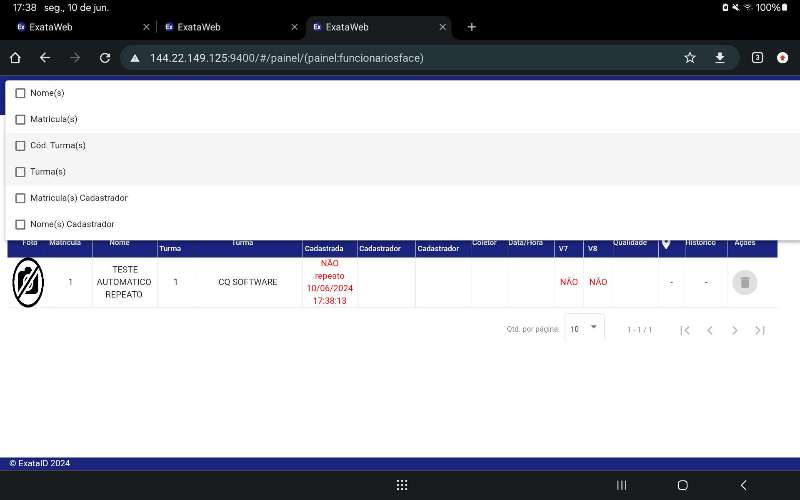 17:38 seg., 10 de jun.
100%
Ex ExataWeb
Ex ExataWeb
Ex ExataWeb
144.22.149.125:9400/#/painel/(painel:funcionariosface)
3
Nome(s)
Matricula(s)
Cód. Turma(s)
Turma(s)
Matricula(s) Cadastrador
Nome(s) Cadastrador
Foto Matricula Nome Turma Turma Cadastrada Cadastrador Cadastrador Coletor Data/Hora V7 V8 Qualidade Histórico Ações
1 TESTE AUTOMATICO REPEATO 1 CQ SOFTWARE NÃO repeato 10/06/2024 17:38:13 NÃO NÃO - -
Qtd. por página: 10 1 - 1 / 1
© ExataID 2024